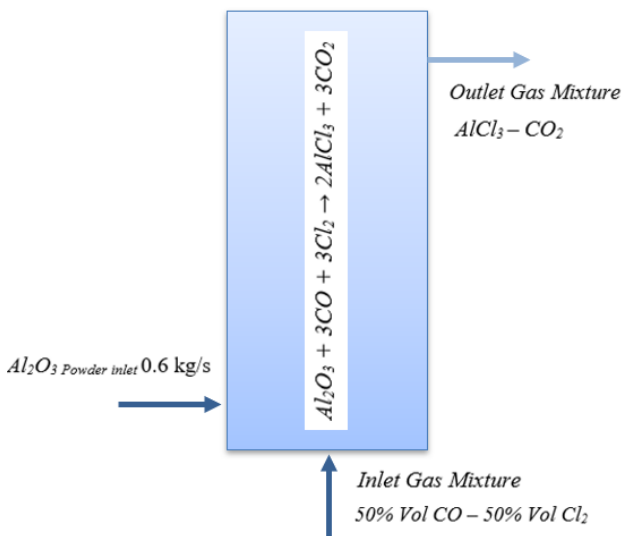 Al₂O₃ + 3CO + 3Cl₂ → 2AlCl₃ + 3CO₂
Outlet Gas Mixture
AlCl₃ – CO₂
Al₂O₃ Powder inlet 0.6 kg/s
Inlet Gas Mixture
50% Vol CO – 50% Vol Cl₂